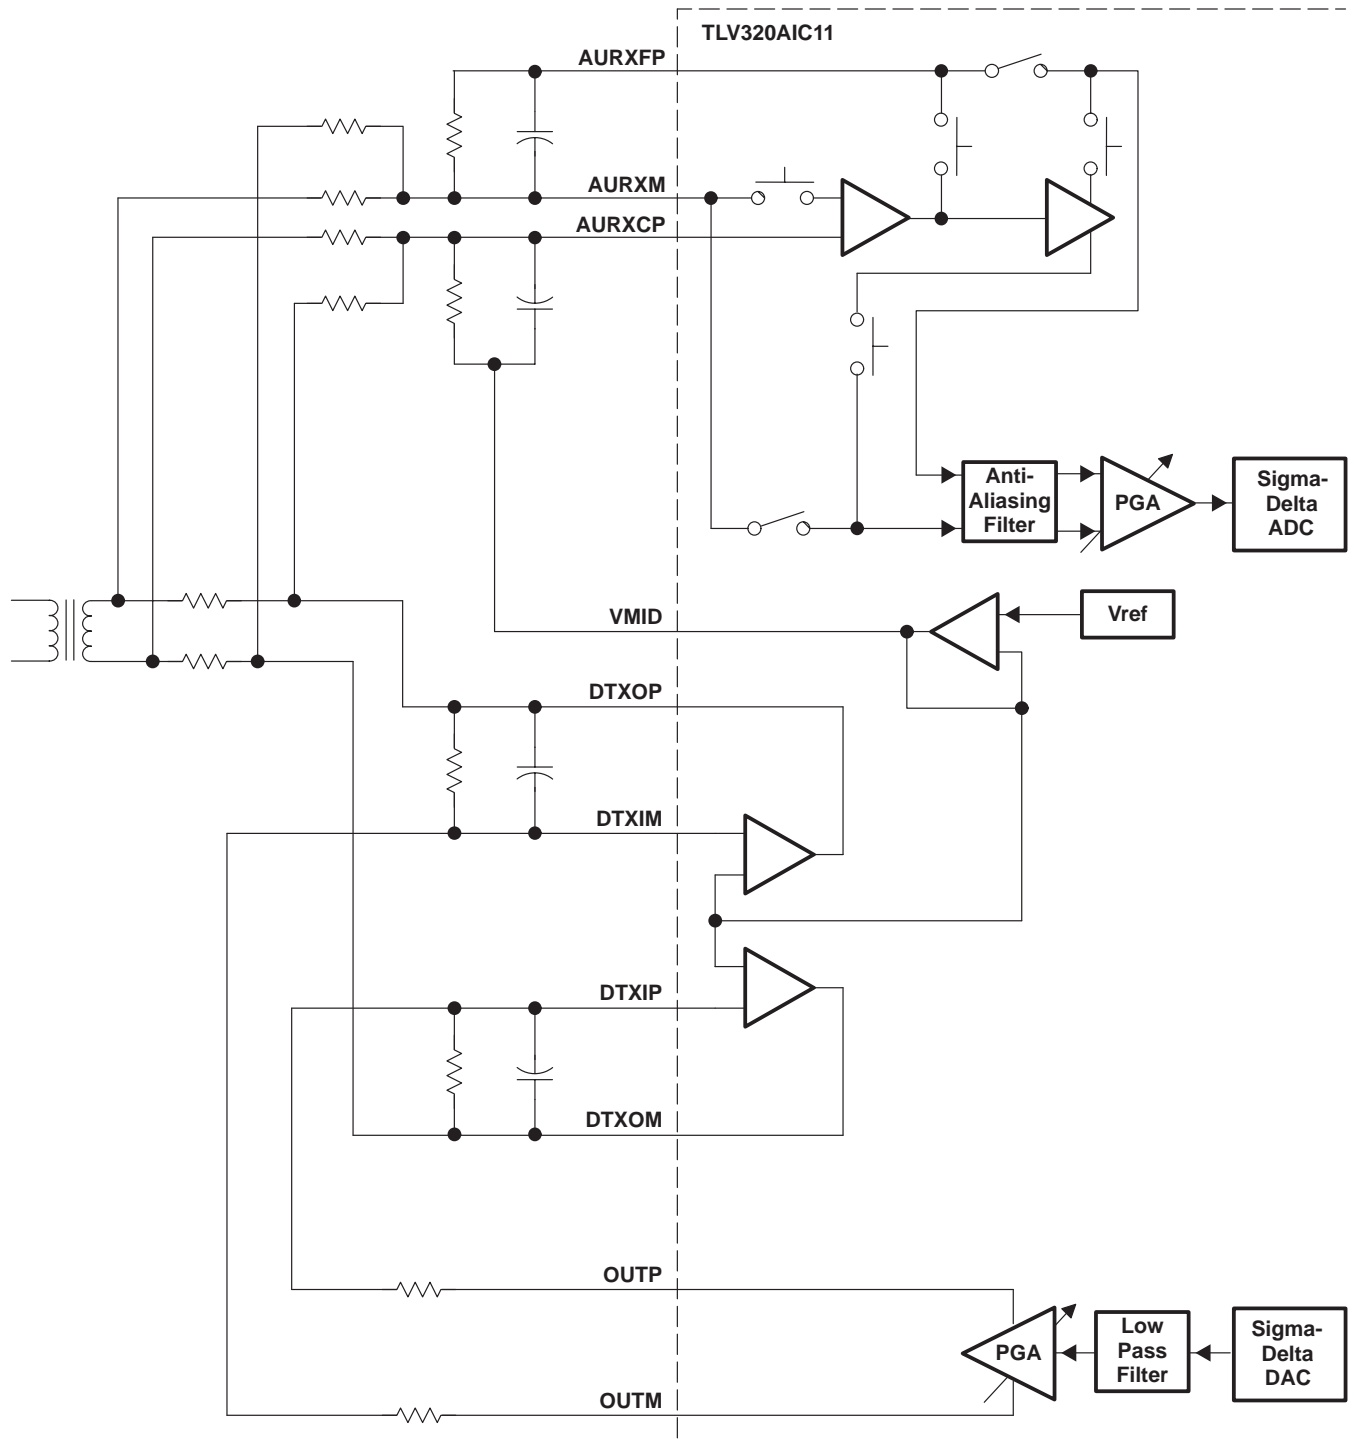 TLV320AIC11
AURXFP
AURXM
AURXCP
Anti-
Aliasing
Filter
PGA
Sigma-
Delta
ADC
VMID
Vref
DTXOP
DTXIM
DTXIP
DTXOM
OUTP
PGA
Low
Pass
Filter
Sigma-
Delta
DAC
OUTM